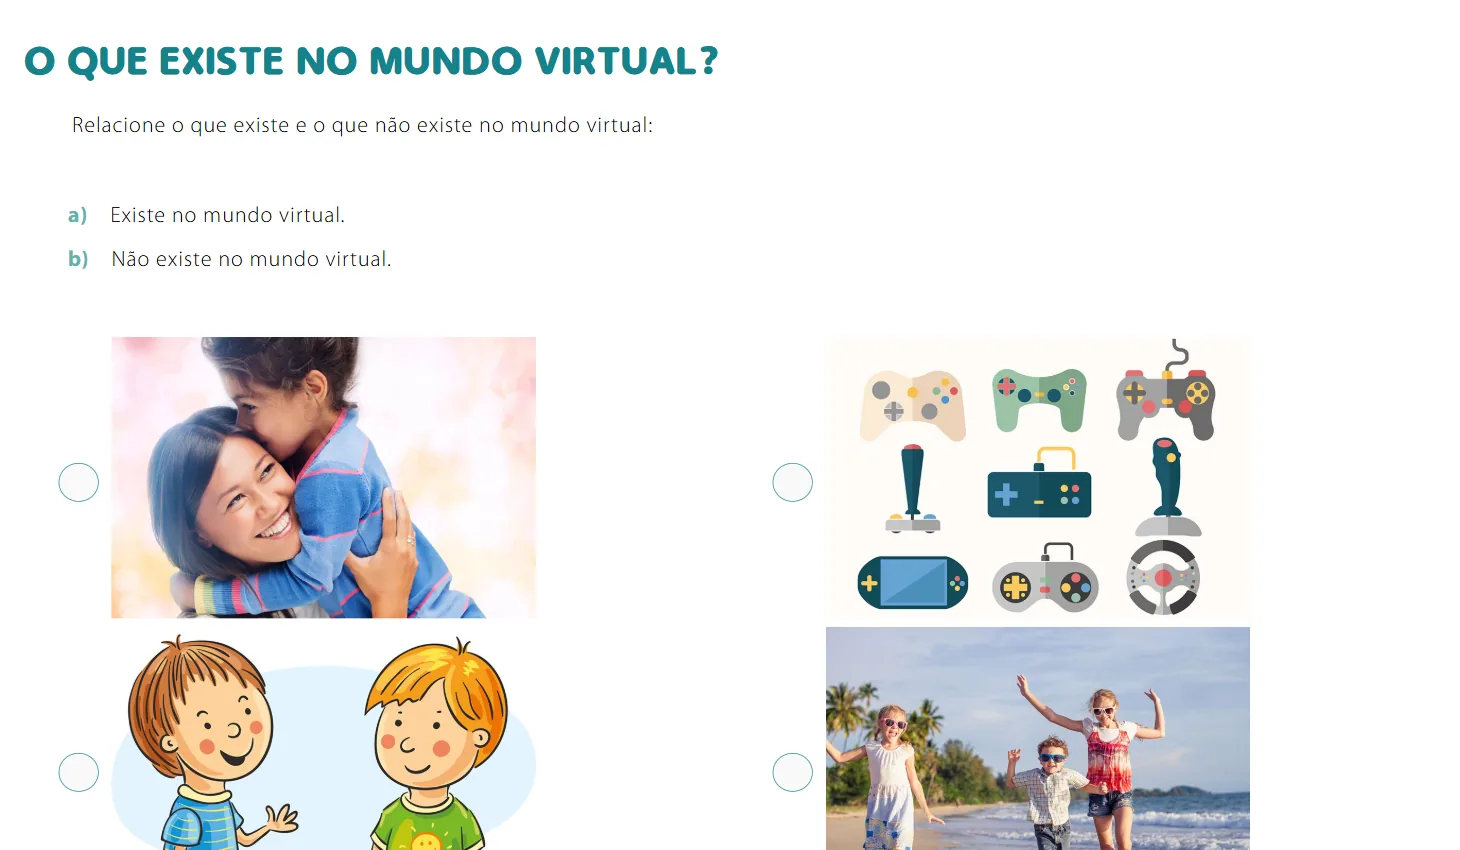 O QUE EXISTE NO MUNDO VIRTUAL?
Relacione o que existe e o que não existe no mundo virtual:
a) Existe no mundo virtual.
b) Não existe no mundo virtual.